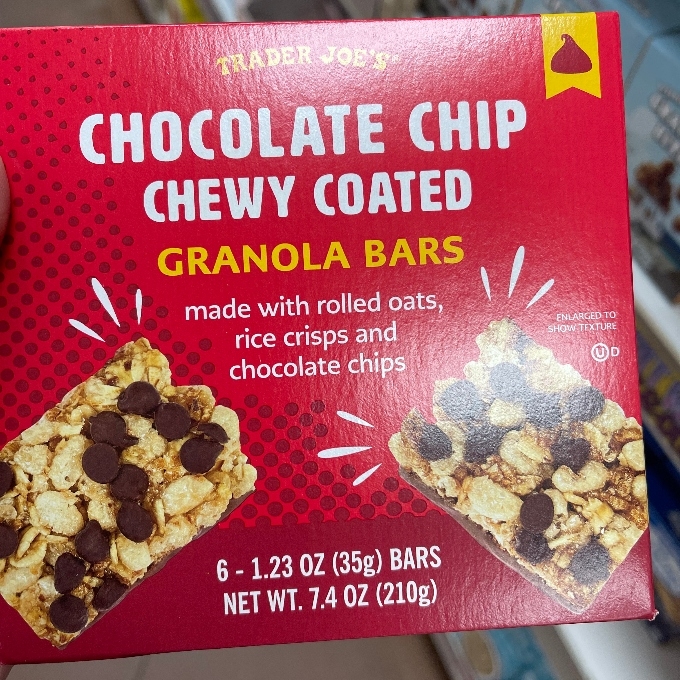 TRADER JOE'S
CHOCOLATE CHIP
CHEWY COATED
GRANOLA BARS
made with rolled oats,
rice crisps and
chocolate chips
ENLARGED TO
SHOW TEXTURE
U D
6 - 1.23 OZ (35g) BARS
NET WT. 7.4 OZ (210g)